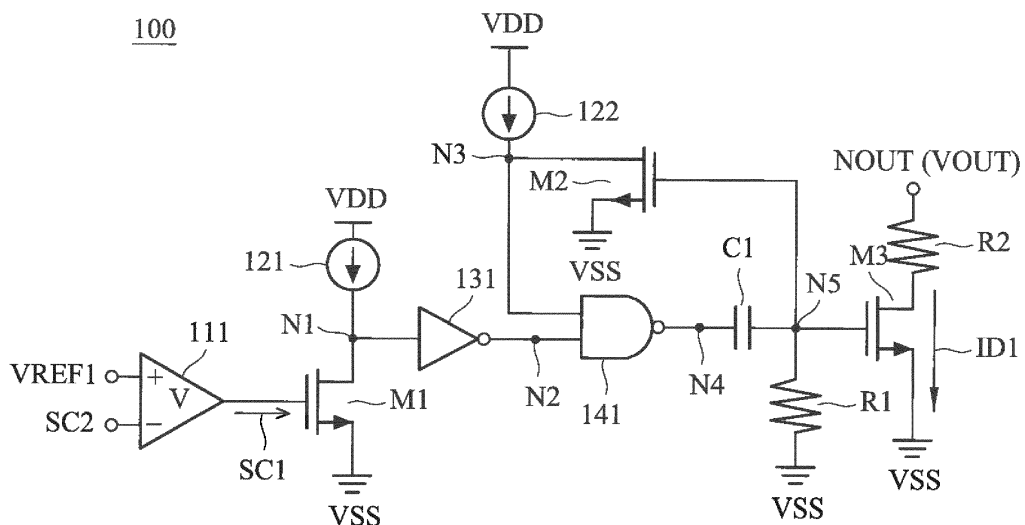 100
VDD
122
N3
M2
NOUT (VOUT)
VDD
R2
121
VSS
C1
M3
131
N5
N1
111
VREF1
+
V
SC2
−
N2
141
N4
ID1
M1
R1
SC1
VSS
VSS
VSS